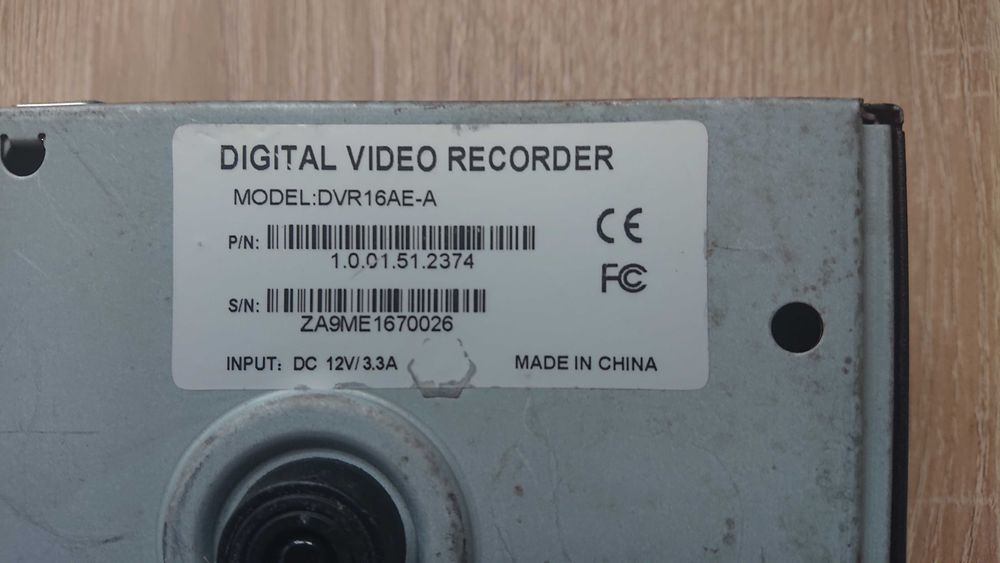 DIGITAL VIDEO RECORDER
MODEL:DVR16AE-A
P/N:
1.0.01.51.2374
S/N:
ZA9ME1670026
INPUT: DC 12V/3.3A
CE
FC
MADE IN CHINA